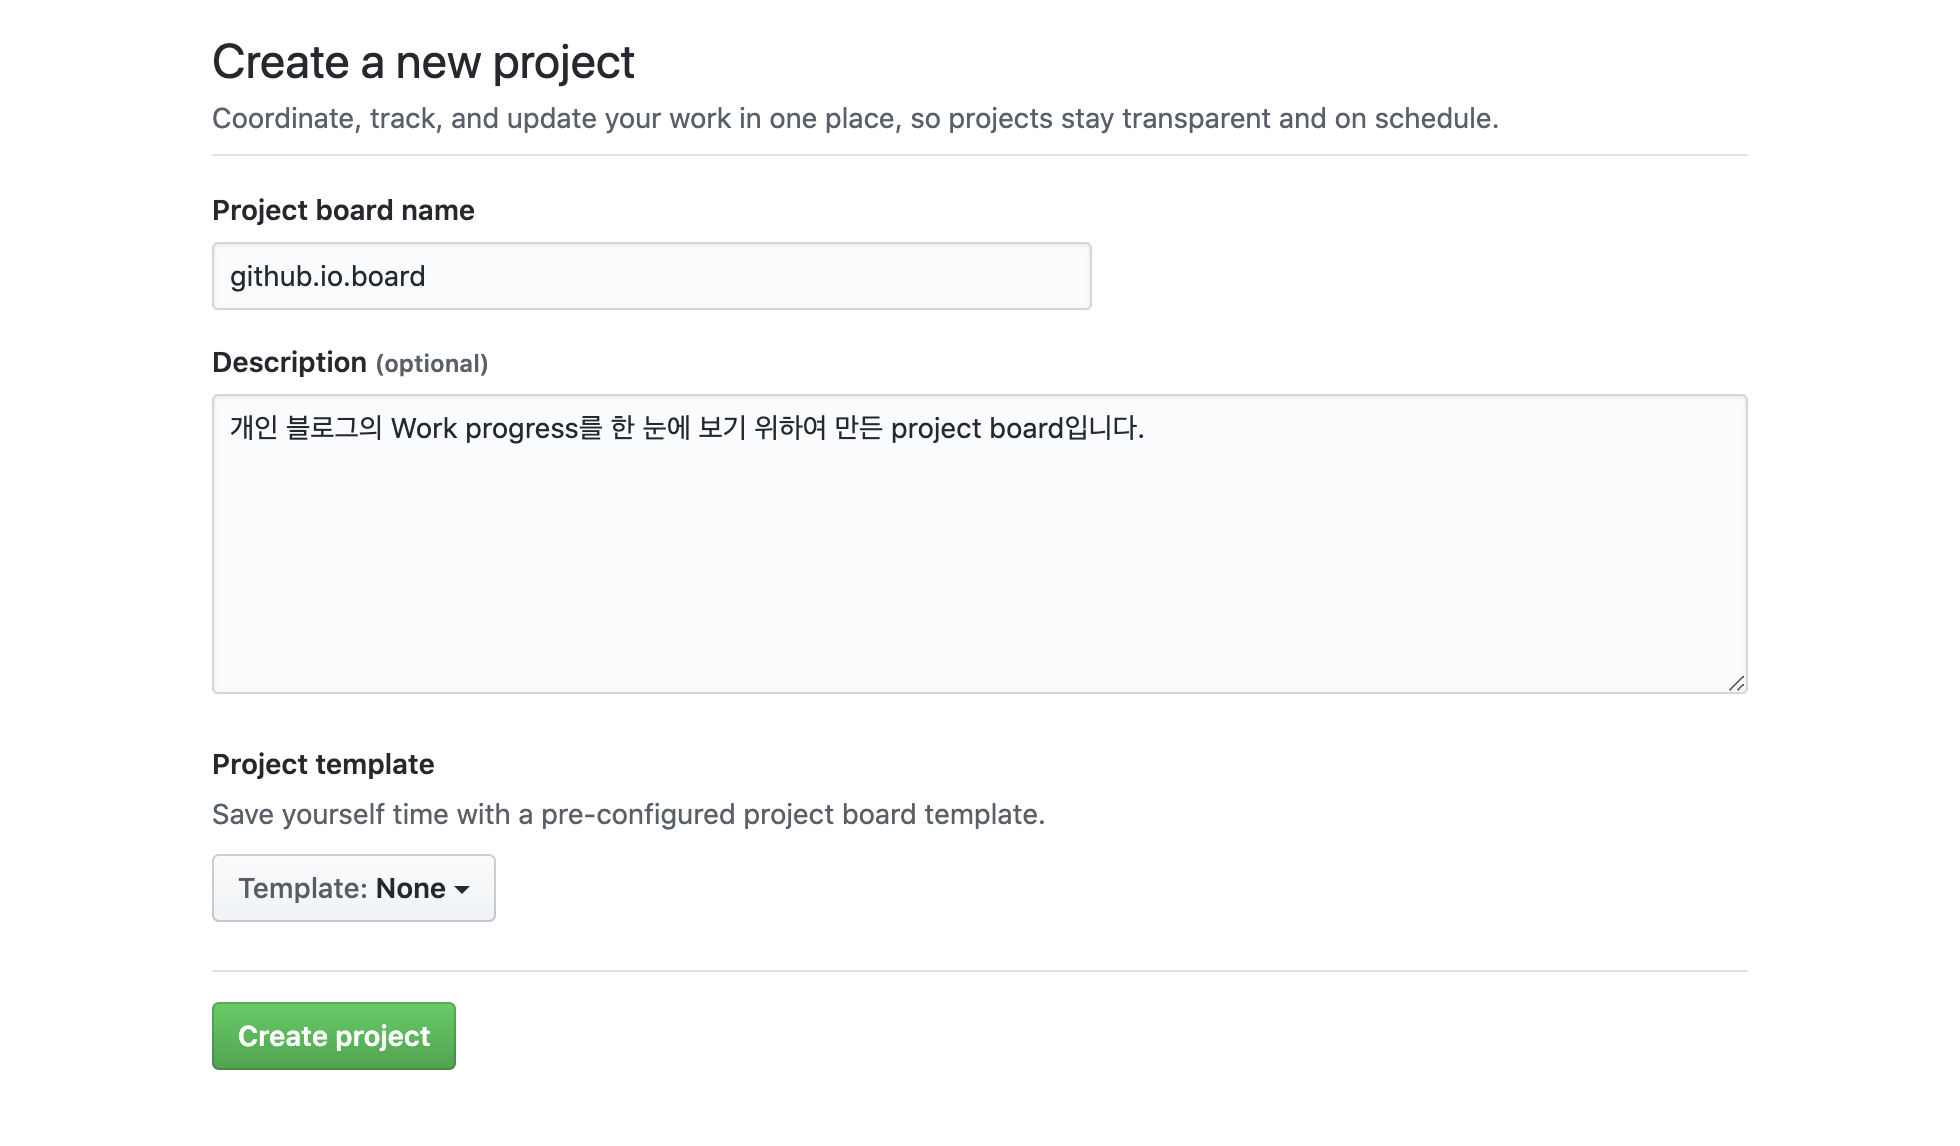 Create a new project
Coordinate, track, and update your work in one place, so projects stay transparent and on schedule.
Project board name
github.io.board
Description (optional)
개인 블로그의 Work progress를 한 눈에 보기 위하여 만든 project board입니다.
Project template
Save yourself time with a pre-configured project board template.
Template: None
Create project